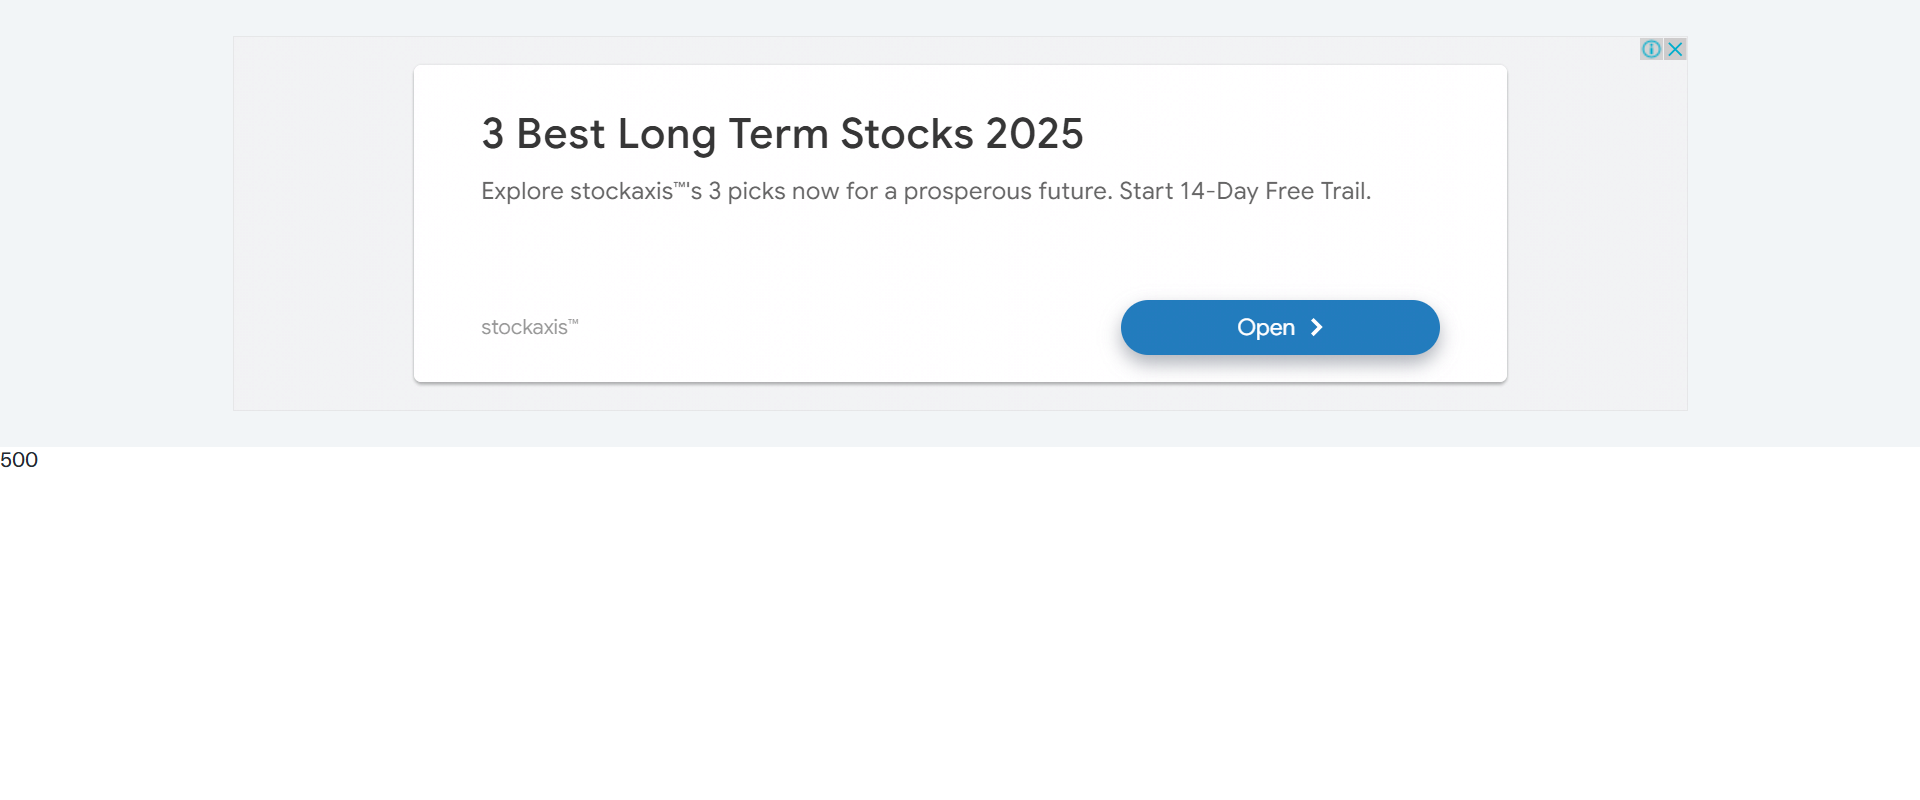 3 Best Long Term Stocks 2025
Explore stockaxis™'s 3 picks now for a prosperous future. Start 14-Day Free Trail.
stockaxis™
Open
500